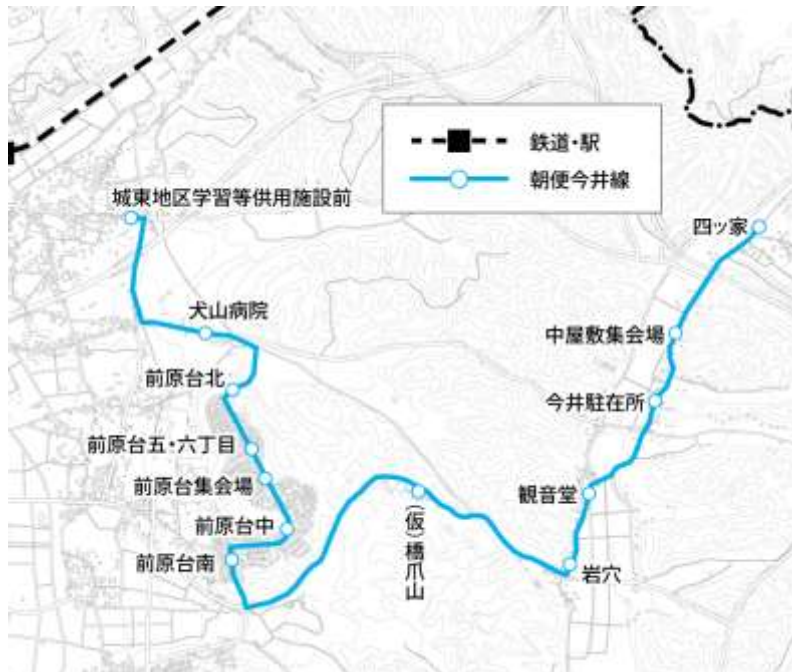 鉄道・駅
朝便今井線
城東地区学習等供用施設前
四ッ家
犬山病院
中屋敷集会場
前原台北
今井駐在所
前原台五・六丁目
前原台集会場
観音堂
前原台中
(仮)橋爪山
前原台南
岩穴